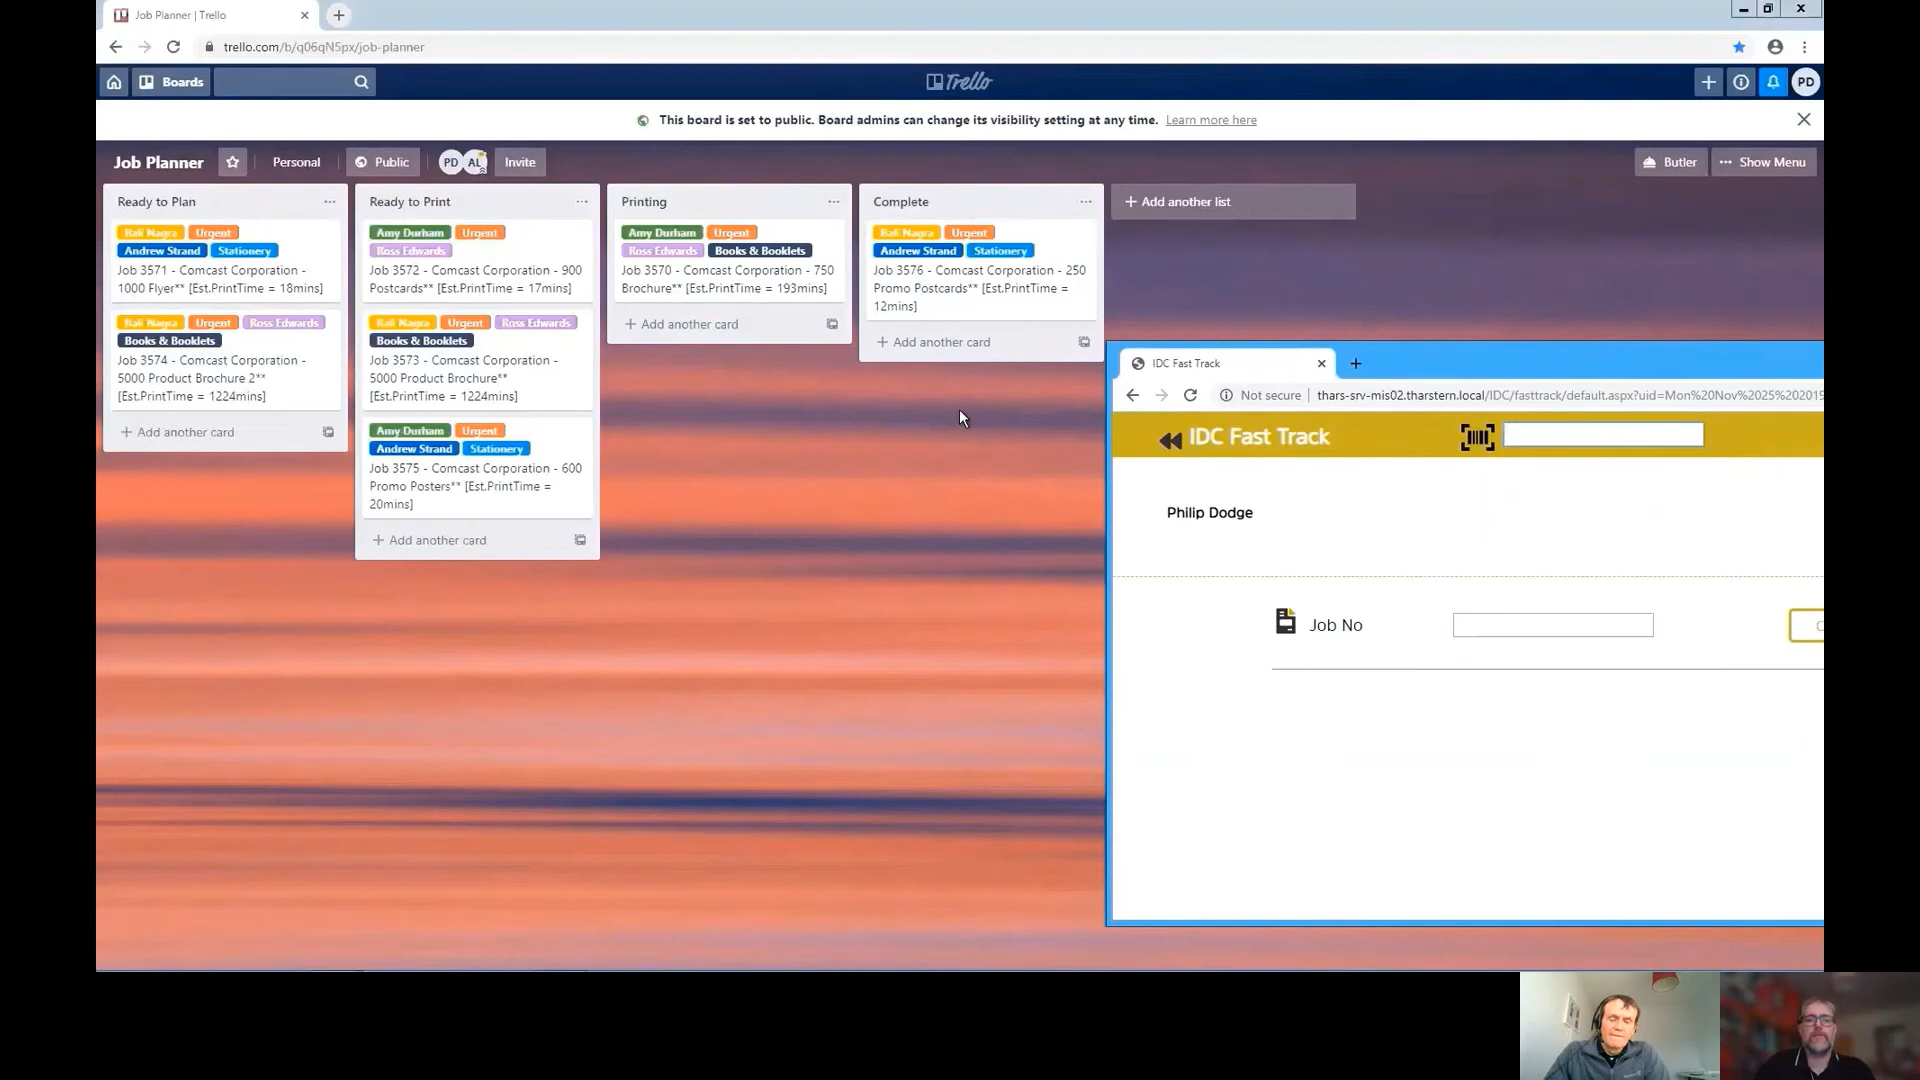 Job Planner | Trello
trello.com/b/q06qN5px/job-planner
Boards
Trello
PD
This board is set to public. Board admins can change its visibility setting at any time. Learn more here
Job Planner
Personal
Public
PD
AL
Invite
Butler
Show Menu
Ready to Plan
Bali Nagra Urgent
Andrew Strand Stationery
Job 3571 - Comcast Corporation -
1000 Flyer** [Est.PrintTime = 18mins]
Bali Nagra Urgent Ross Edwards
Books & Booklets
Job 3574 - Comcast Corporation -
5000 Product Brochure 2**
[Est.PrintTime = 1224mins]
+ Add another card
Ready to Print
Amy Durham Urgent
Ross Edwards
Job 3572 - Comcast Corporation - 900
Postcards** [Est.PrintTime = 17mins]
Bali Nagra Urgent Ross Edwards
Books & Booklets
Job 3573 - Comcast Corporation -
5000 Product Brochure**
[Est.PrintTime = 1224mins]
Amy Durham Urgent
Andrew Strand Stationery
Job 3575 - Comcast Corporation - 600
Promo Posters** [Est.PrintTime =
20mins]
+ Add another card
Printing
Amy Durham Urgent
Ross Edwards Books & Booklets
Job 3570 - Comcast Corporation - 750
Brochure** [Est.PrintTime = 193mins]
+ Add another card
Complete
Bali Nagra Urgent
Andrew Strand Stationery
Job 3576 - Comcast Corporation - 250
Promo Postcards** [Est.PrintTime =
12mins]
+ Add another card
+ Add another list
IDC Fast Track
Not secure | thars-srv-mis02.tharstern.local/IDC/fasttrack/default.aspx?uid=Mon%20Nov%2025%202019
IDC Fast Track
Philip Dodge
Job No